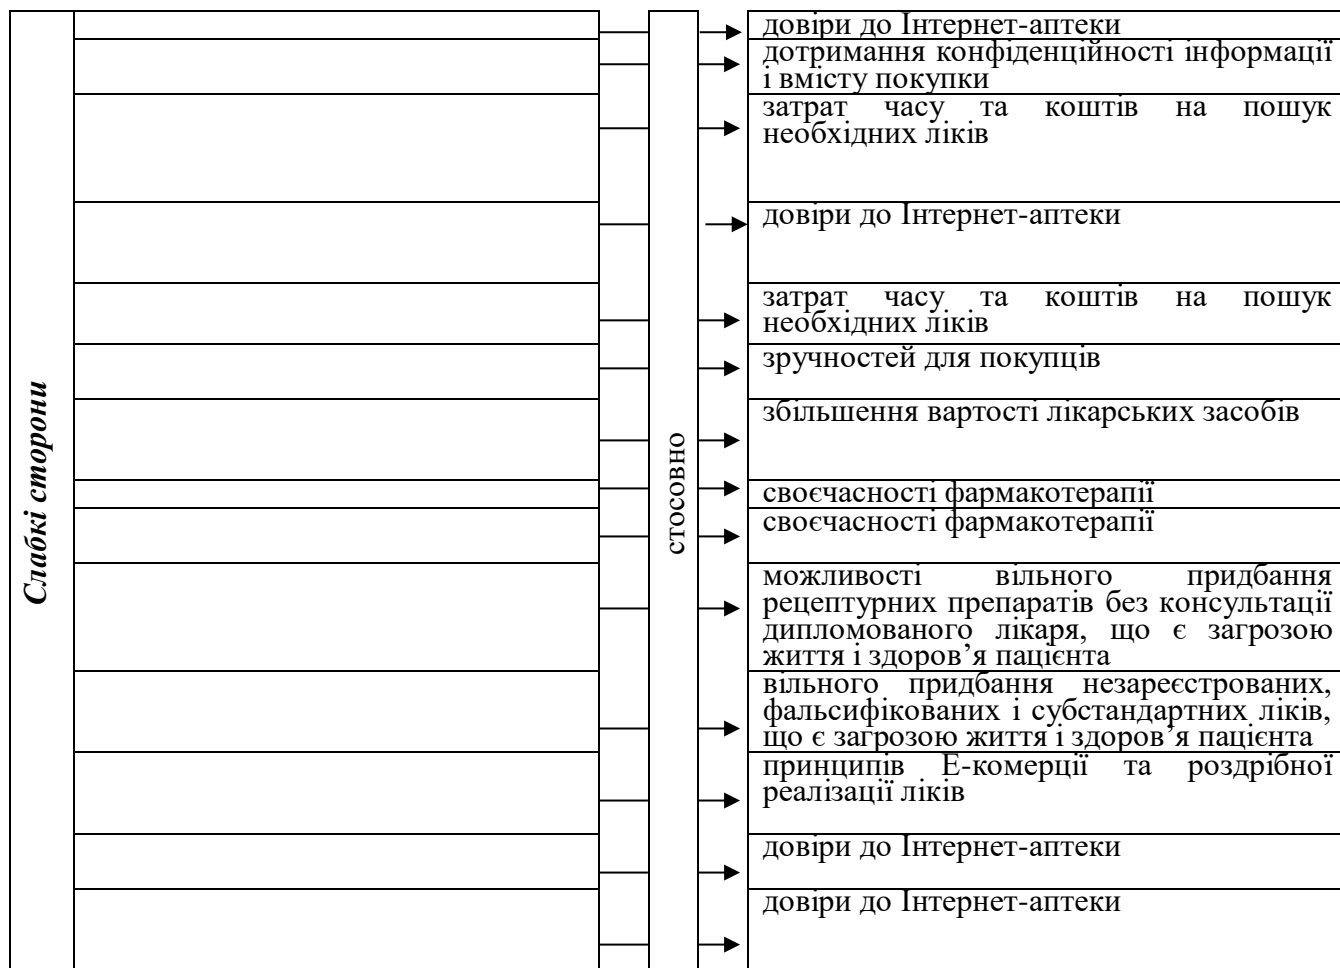 Слабкі сторони
стосовно
довіри до Інтернет-аптеки
дотримання конфіденційності інформації
і вмісту покупки
затрат часу та коштів на пошук
необхідних ліків
довіри до Інтернет-аптеки
затрат часу та коштів на пошук
необхідних ліків
зручностей для покупців
збільшення вартості лікарських засобів
своєчасності фармакотерапії
своєчасності фармакотерапії
можливості вільного придбання
рецептурних препаратів без консультації
дипломованого лікаря, що є загрозою
життя і здоров’я пацієнта
вільного придбання незареєстрованих,
фальсифікованих і субстандартних ліків,
що є загрозою життя і здоров’я пацієнта
принципів Е-комерції та роздрібної
реалізації ліків
довіри до Інтернет-аптеки
довіри до Інтернет-аптеки